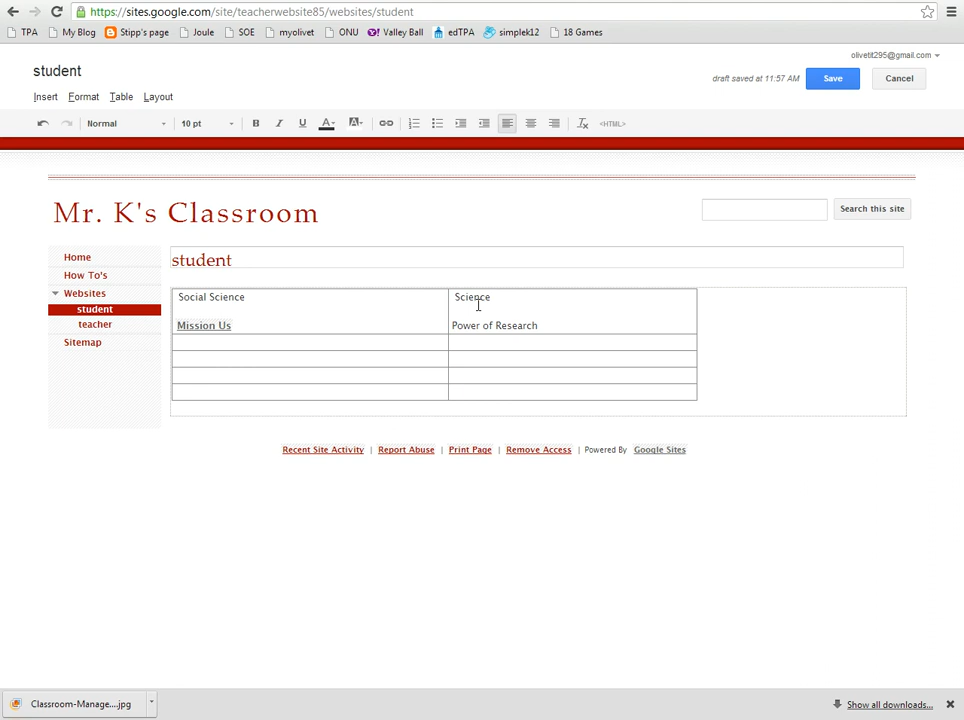 https://sites.google.com/site/teacherwebsite85/websites/student
TPA My Blog Stipp's page Joule SOE myolivet ONU Valley Ball edTPA simplek12 18 Games
olivetit295@gmail.com
student
draft saved at 11:57 AM Save Cancel
Insert Format Table Layout
Normal 10 pt B I U A A <HTML>
Mr. K's Classroom
Search this site
Home
How To's
Websites
student
teacher
Sitemap
student
Social Science Science
Mission Us Power of Research
Recent Site Activity | Report Abuse | Print Page | Remove Access | Powered By Google Sites
Classroom-Manage....jpg Show all downloads...